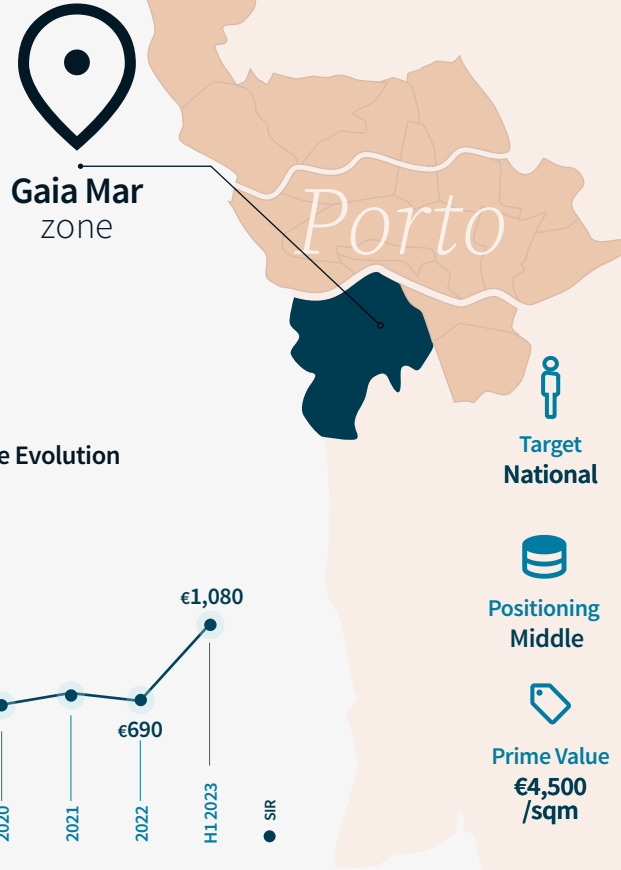 Gaia Mar
zone
Porto
Target
National
e Evolution
Positioning
Middle
€1,080
€690
Prime Value
€4,500
/sqm
2020
2021
2022
H1 2023
SIR